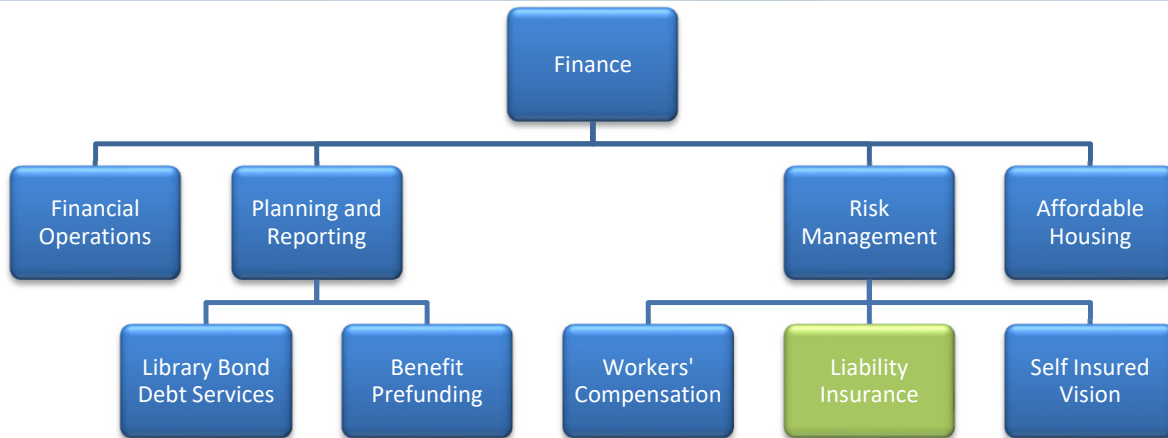 Finance
Financial
Operations
Planning and
Reporting
Risk
Management
Affordable
Housing
Library Bond
Debt Services
Benefit
Prefunding
Workers'
Compensation
Liability
Insurance
Self Insured
Vision